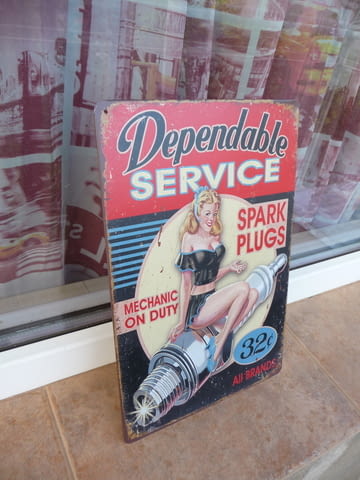 Dependable
SERVICE
SPARK
PLUGS
MECHANIC
ON DUTY
32¢
All BRANDS